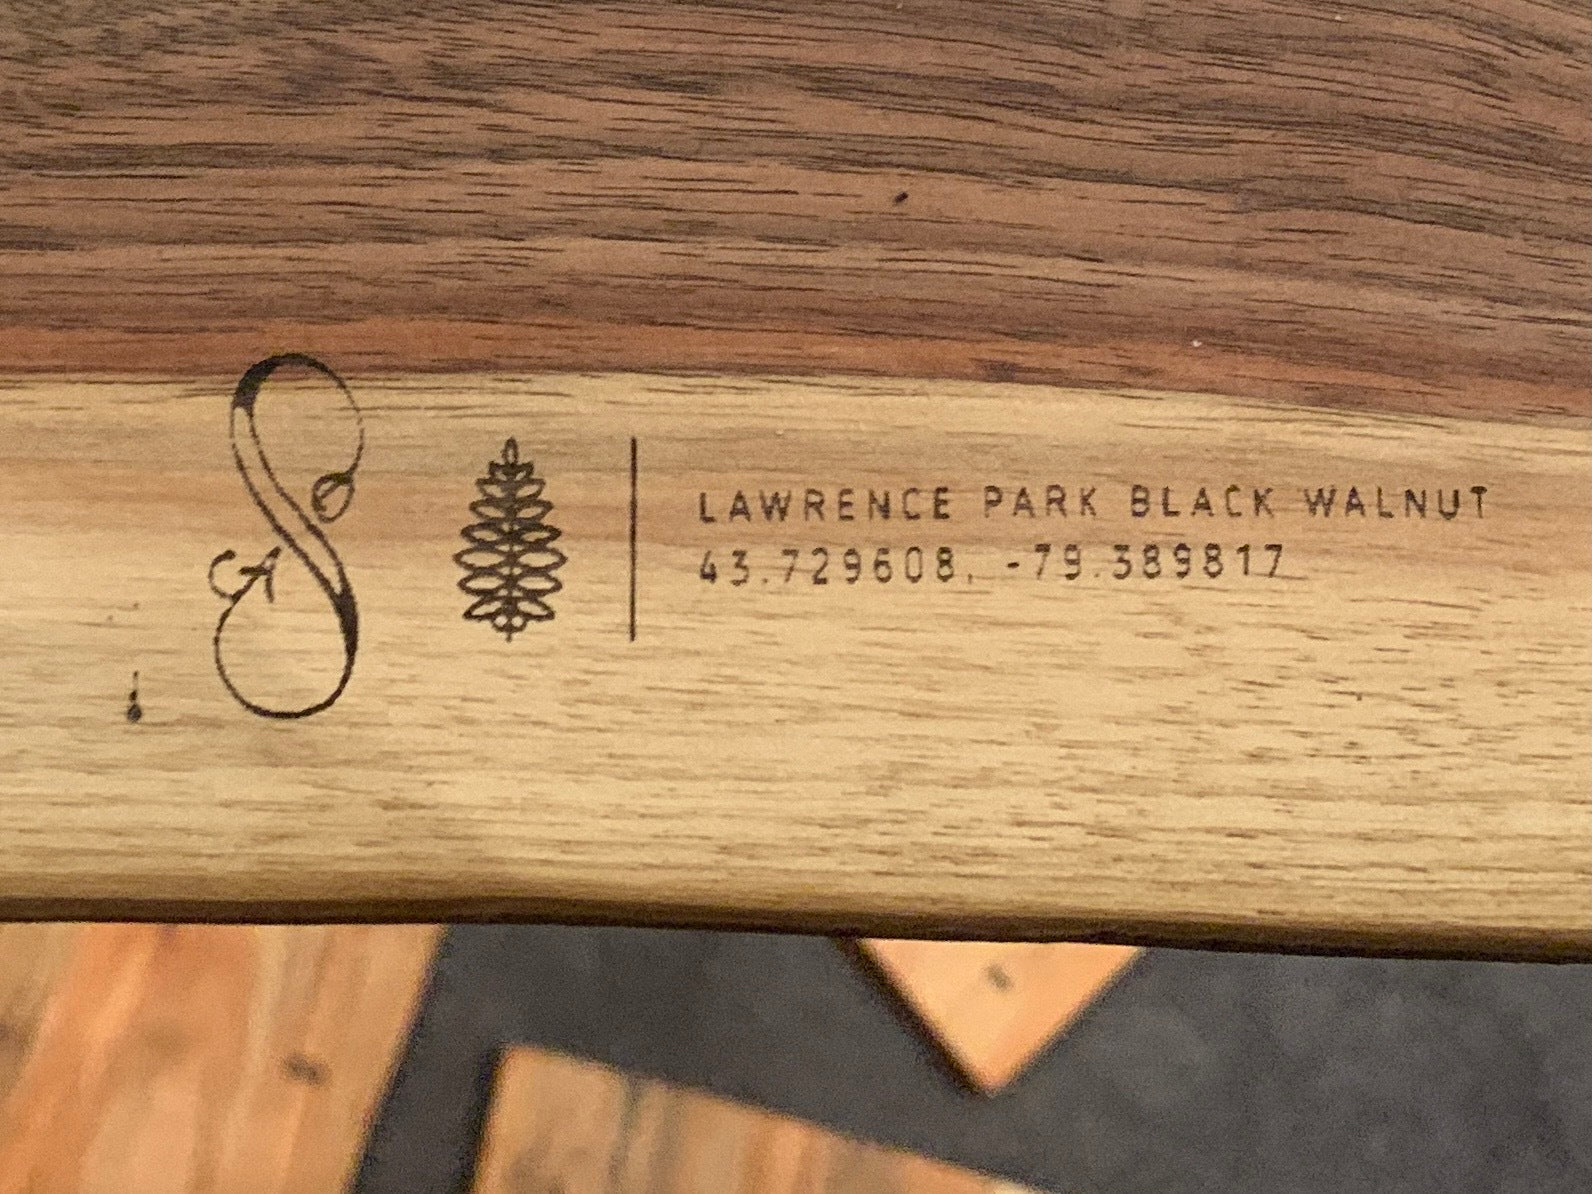 LAWRENCE PARK BLACK WALNUT
43.729608, -79.389817